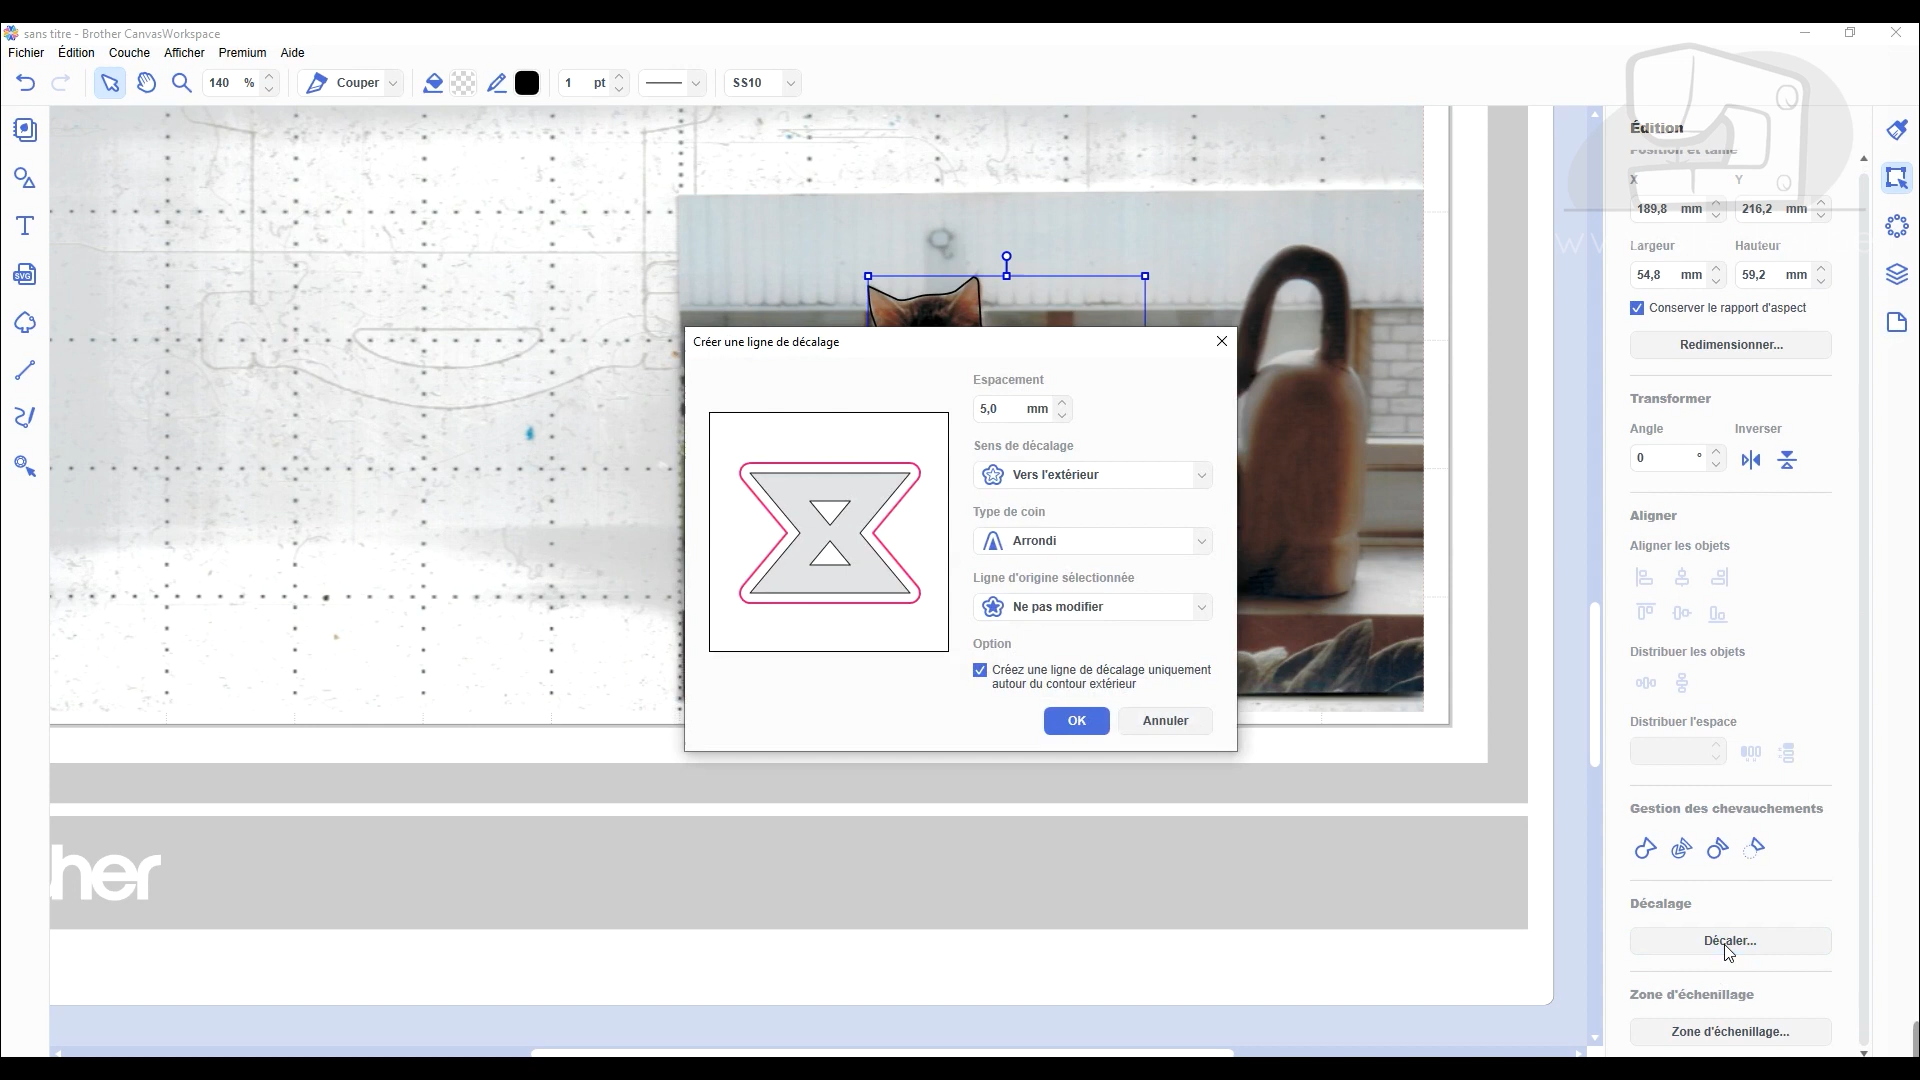 sans titre - Brother CanvasWorkspace
Fichier Édition Couche Afficher Premium Aide
140 % Couper 1 pt SS10
Édition
Position et taille
X Y
189,8 mm 216,2 mm
Largeur Hauteur
54,8 mm 59,2 mm
Conserver le rapport d'aspect
Redimensionner...
Transformer
Angle Inverser
0 °
Aligner
Aligner les objets
Distribuer les objets
Distribuer l'espace
Gestion des chevauchements
Décalage
Décaler...
Zone d'échenillage
Zone d'échenillage...
Créer une ligne de décalage
Espacement
5,0 mm
Sens de décalage
Vers l'extérieur
Type de coin
Arrondi
Ligne d'origine sélectionnée
Ne pas modifier
Option
Créez une ligne de décalage uniquement
autour du contour extérieur
OK Annuler
her
SVG